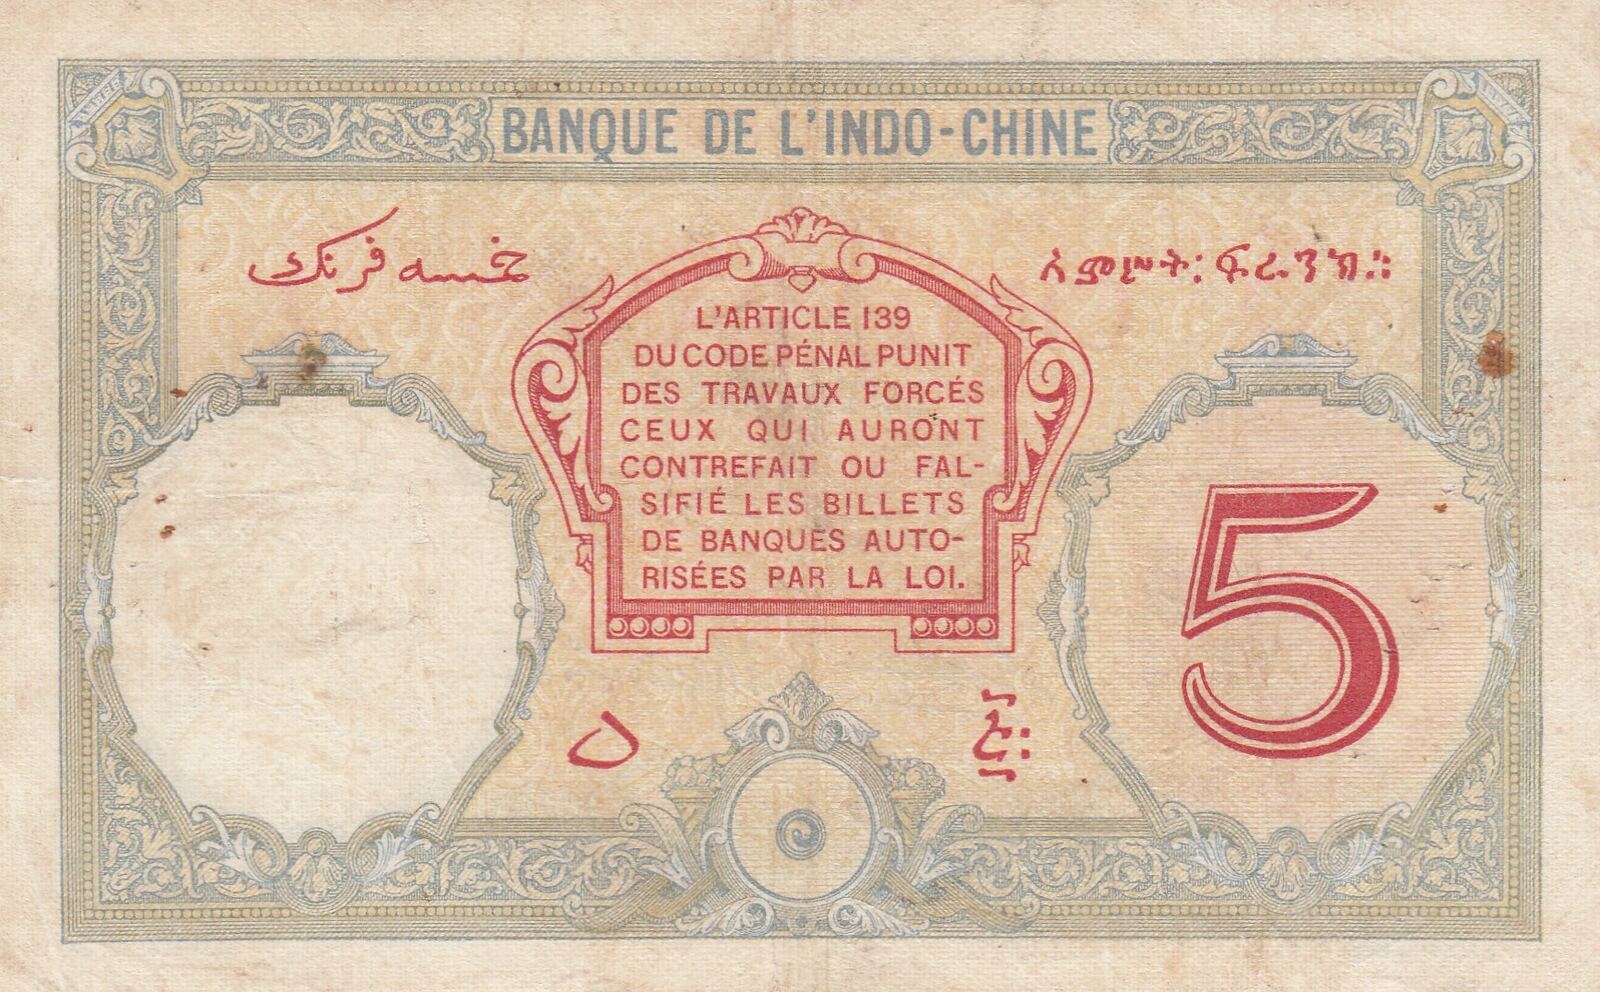 BANQUE DE L'INDO-CHINE
خمسه فرنك
አምሥት፡ ፍራንክ።
L'ARTICLE 139
DU CODE PÉNAL PUNIT
DES TRAVAUX FORCÉS
CEUX QUI AURONT
CONTREFAIT OU FAL-
SIFIÉ LES BILLETS
DE BANQUES AUTO-
RISÉES PAR LA LOI.
5
٥
፭፡